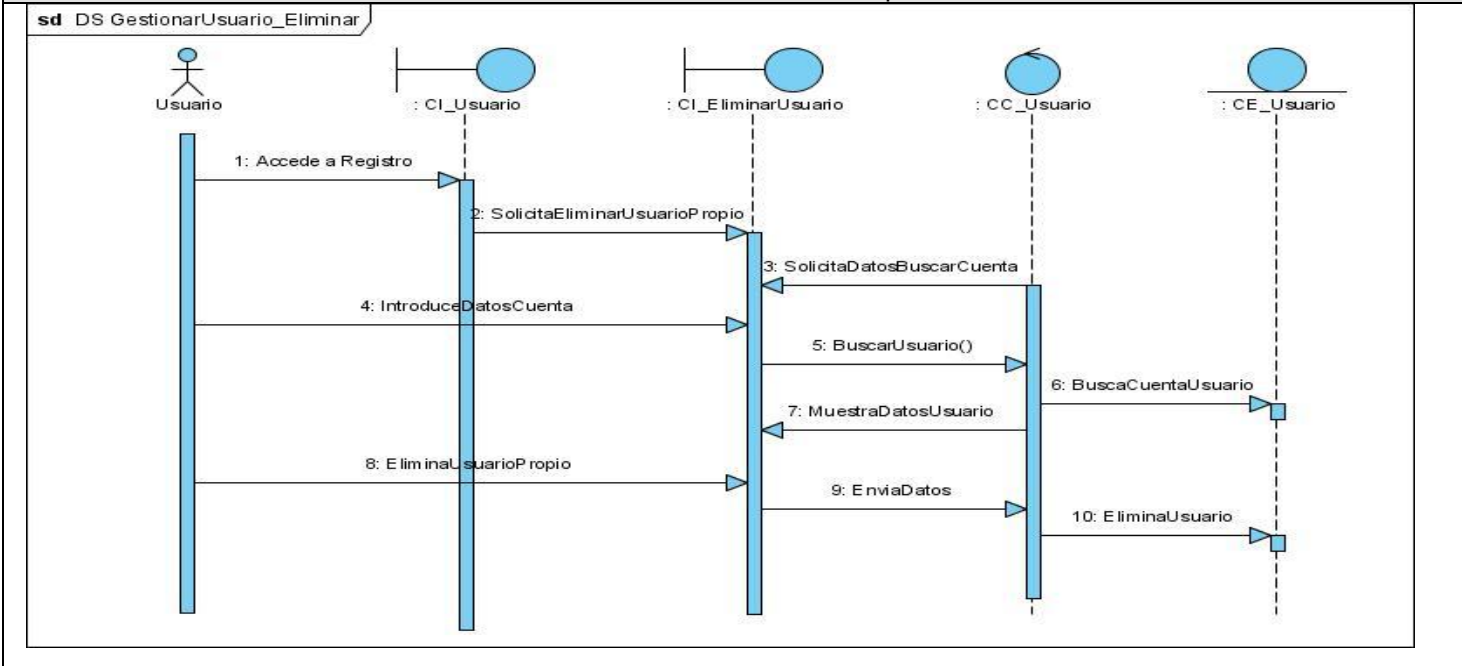 sd DS GestionarUsuario_Eliminar
Usuario
: CI_Usuario
: CI_EliminarUsuario
: CC_Usuario
: CE_Usuario
1: Accede a Registro
2: SolicitaEliminarUsuarioPropio
3: SolicitaDatosBuscarCuenta
4: IntroduceDatosCuenta
5: BuscarUsuario()
6: BuscaCuentaUsuario
7: MuestraDatosUsuario
8: EliminaUsuarioPropio
9: EnviaDatos
10: EliminaUsuario